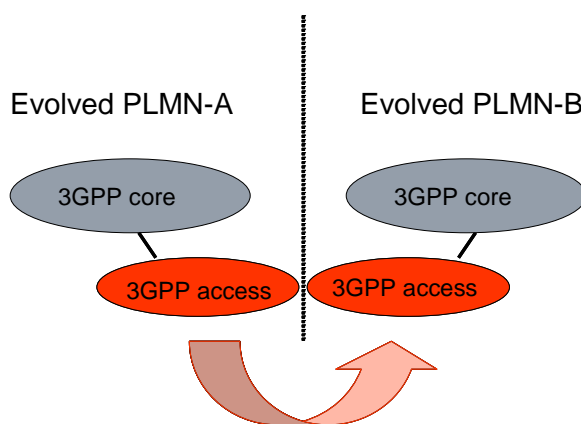 Evolved PLMN-A
Evolved PLMN-B
3GPP core
3GPP core
3GPP access
3GPP access